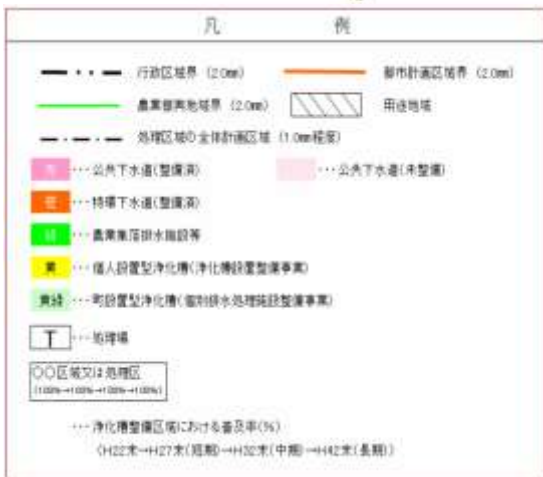 凡　例
行政区域界（2.0mm）　都市計画区域界（2.0mm）
農業振興地域界（2.0mm）　用途地域
処理区域の全体計画区域（1.0mm程度）
・・・公共下水道(整備済)　・・・公共下水道(未整備)
・・・特環下水道(整備済)
・・・農業集落排水施設等
黄 ・・・個人設置型浄化槽(浄化槽設置整備事業)
黄緑 ・・・町設置型浄化槽(個別排水処理施設整備事業)
T ・・・処理場
○○区域又は処理区
(100%→100%→100%→100%)
・・・浄化槽整備区域における普及率(%)
(H22末→H27末(短期)→H32末(中期)→H42末(長期))